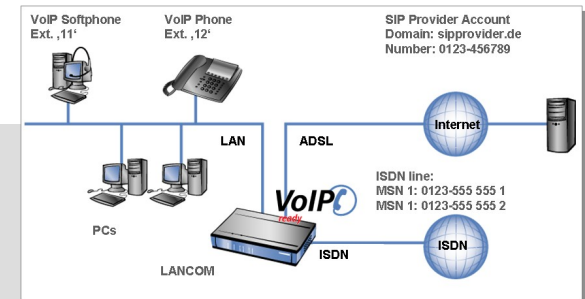 VoIP Softphone
Ext. ‚11‘
VoIP Phone
Ext. ‚12‘
SIP Provider Account
Domain: sipprovider.de
Number: 0123-456789
LAN
ADSL
Internet
ISDN line:
MSN 1: 0123-555 555 1
MSN 1: 0123-555 555 2
VoIP
ready
PCs
ISDN
ISDN
LANCOM